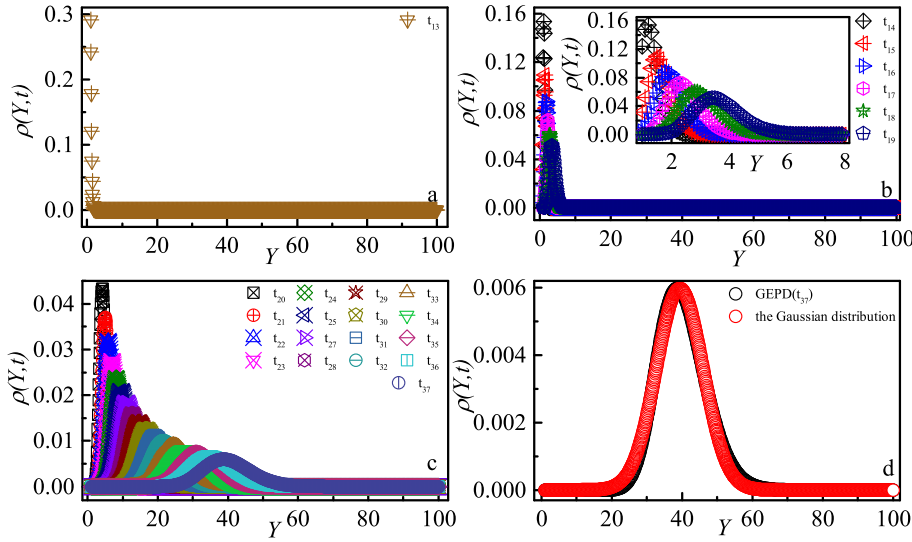 0.3
0.2
0.1
0.0
ρ(Y,t)
t13
a
0 20 40 60 80 100
Y
0.16
0.12
0.08
0.04
0.00
ρ(Y,t)
0.16
0.12
0.08
0.04
0.00
ρ(Y,t)
2 4 6 8
Y
t14
t15
t16
t17
t18
t19
b
0 20 40 60 80 100
Y
0.04
0.03
0.02
0.01
0.00
ρ(Y,t)
t20 t24 t29 t33
t21 t25 t30 t34
t22 t27 t31 t35
t23 t28 t32 t36
t37
c
0 20 40 60 80 100
Y
0.006
0.004
0.002
0.000
ρ(Y,t)
GEPD(t37)
the Gaussian distribution
d
0 20 40 60 80 100
Y